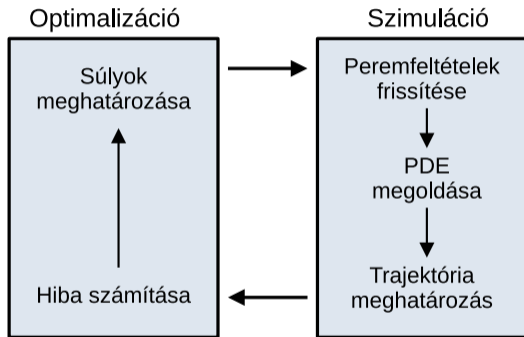 Optimalizáció
Súlyok
meghatározása
Hiba számítása
Szimuláció
Peremfeltételek
frissítése
PDE
megoldása
Trajektória
meghatározás